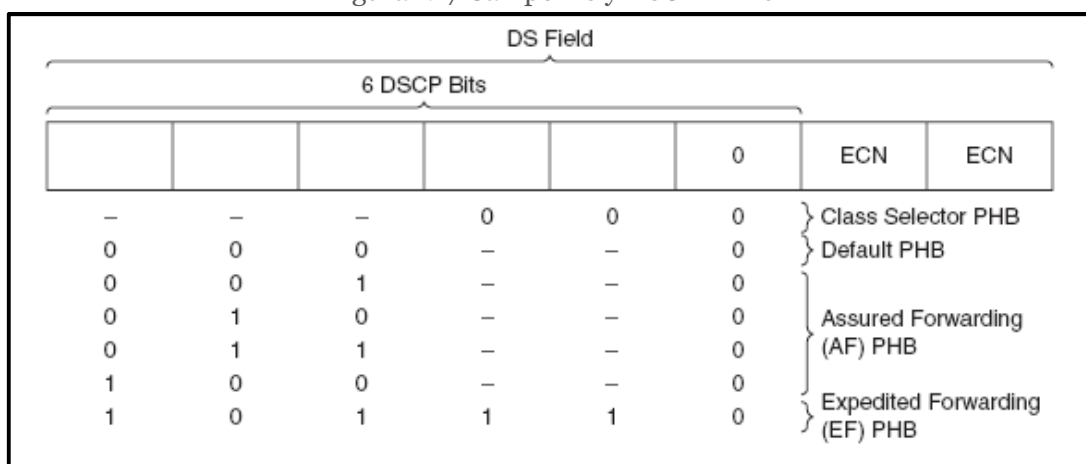 DS Field
6 DSCP Bits
0 ECN ECN
– – – 0 0 0 Class Selector PHB
0 0 0 – – 0 Default PHB
0 0 1 – – 0
0 1 0 – – 0 Assured Forwarding
0 1 1 – – 0 (AF) PHB
1 0 0 – – 0
1 0 1 1 1 0 Expedited Forwarding
(EF) PHB